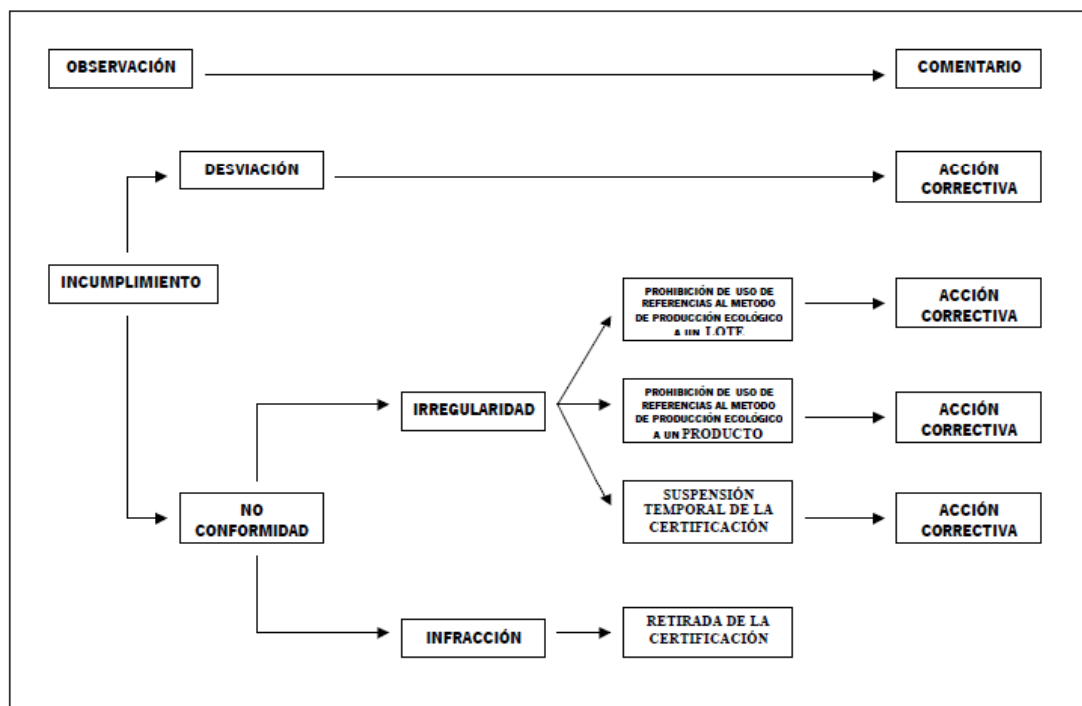 OBSERVACIÓN
COMENTARIO
DESVIACIÓN
ACCIÓN
CORRECTIVA
INCUMPLIMIENTO
PROHIBICIÓN DE USO DE
REFERENCIAS AL METODO
DE PRODUCCIÓN ECOLÓGICO
A UN LOTE
ACCIÓN
CORRECTIVA
IRREGULARIDAD
PROHIBICIÓN DE USO DE
REFERENCIAS AL METODO
DE PRODUCCIÓN ECOLÓGICO
A UN PRODUCTO
ACCIÓN
CORRECTIVA
NO
CONFORMIDAD
SUSPENSIÓN
TEMPORAL DE LA
CERTIFICACIÓN
ACCIÓN
CORRECTIVA
INFRACCIÓN
RETIRADA DE LA
CERTIFICACIÓN